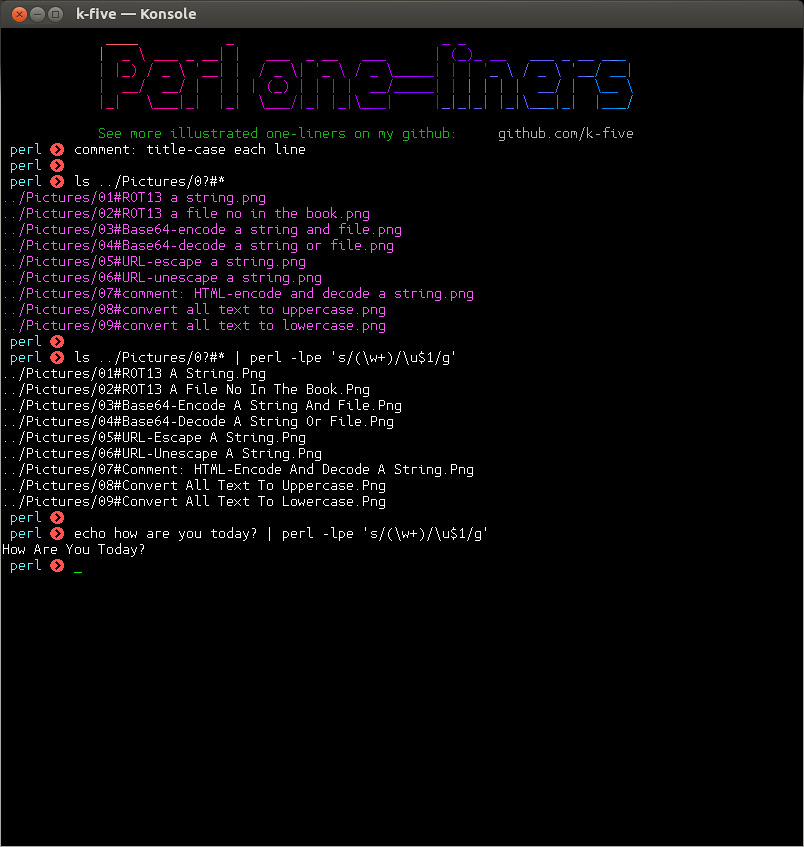 k-five — Konsole
Perl one-liners
See more illustrated one-liners on my github: github.com/k-five
perl comment: title-case each line
perl
perl ls ../Pictures/0?#*
../Pictures/01#ROT13 a string.png
../Pictures/02#ROT13 a file no in the book.png
../Pictures/03#Base64-encode a string and file.png
../Pictures/04#Base64-decode a string or file.png
../Pictures/05#URL-escape a string.png
../Pictures/06#URL-unescape a string.png
../Pictures/07#comment: HTML-encode and decode a string.png
../Pictures/08#convert all text to uppercase.png
../Pictures/09#convert all text to lowercase.png
perl
perl ls ../Pictures/0?#* | perl -lpe 's/(\w+)/\u$1/g'
../Pictures/01#ROT13 A String.Png
../Pictures/02#ROT13 A File No In The Book.Png
../Pictures/03#Base64-Encode A String And File.Png
../Pictures/04#Base64-Decode A String Or File.Png
../Pictures/05#URL-Escape A String.Png
../Pictures/06#URL-Unescape A String.Png
../Pictures/07#Comment: HTML-Encode And Decode A String.Png
../Pictures/08#Convert All Text To Uppercase.Png
../Pictures/09#Convert All Text To Lowercase.Png
perl
perl echo how are you today? | perl -lpe 's/(\w+)/\u$1/g'
How Are You Today?
perl _